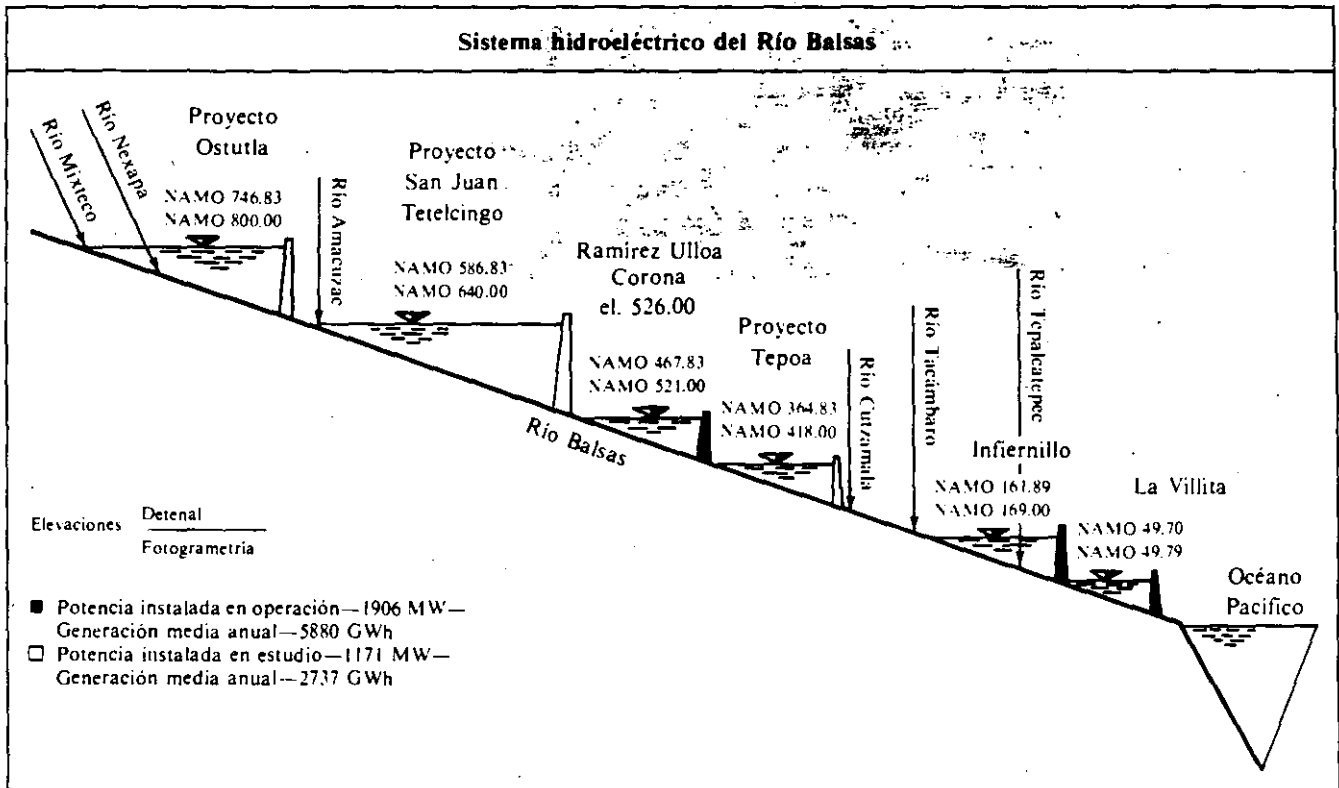 Sistema hidroeléctrico del Río Balsas
Río Mixteco
Río Nexapa
Proyecto
Ostutla
NAMO 746.83
NAMO 800.00
Río Amacuzac
Proyecto
San Juan
Tetelcingo
NAMO 586.83
NAMO 640.00
Ramírez Ulloa
Corona
el. 526.00
NAMO 467.83
NAMO 521.00
Proyecto
Tepoa
NAMO 364.83
NAMO 418.00
Río Cutzamala
Río Tacámbaro
Río Tepalcatepec
Infiernillo
NAMO 161.89
NAMO 169.00
La Villita
NAMO 49.70
NAMO 49.79
Océano
Pacífico
Río Balsas
Elevaciones
Detenal
Fotogrametría
Potencia instalada en operación—1906 MW—
Generación media anual—5880 GWh
Potencia instalada en estudio—1171 MW—
Generación media anual—2737 GWh